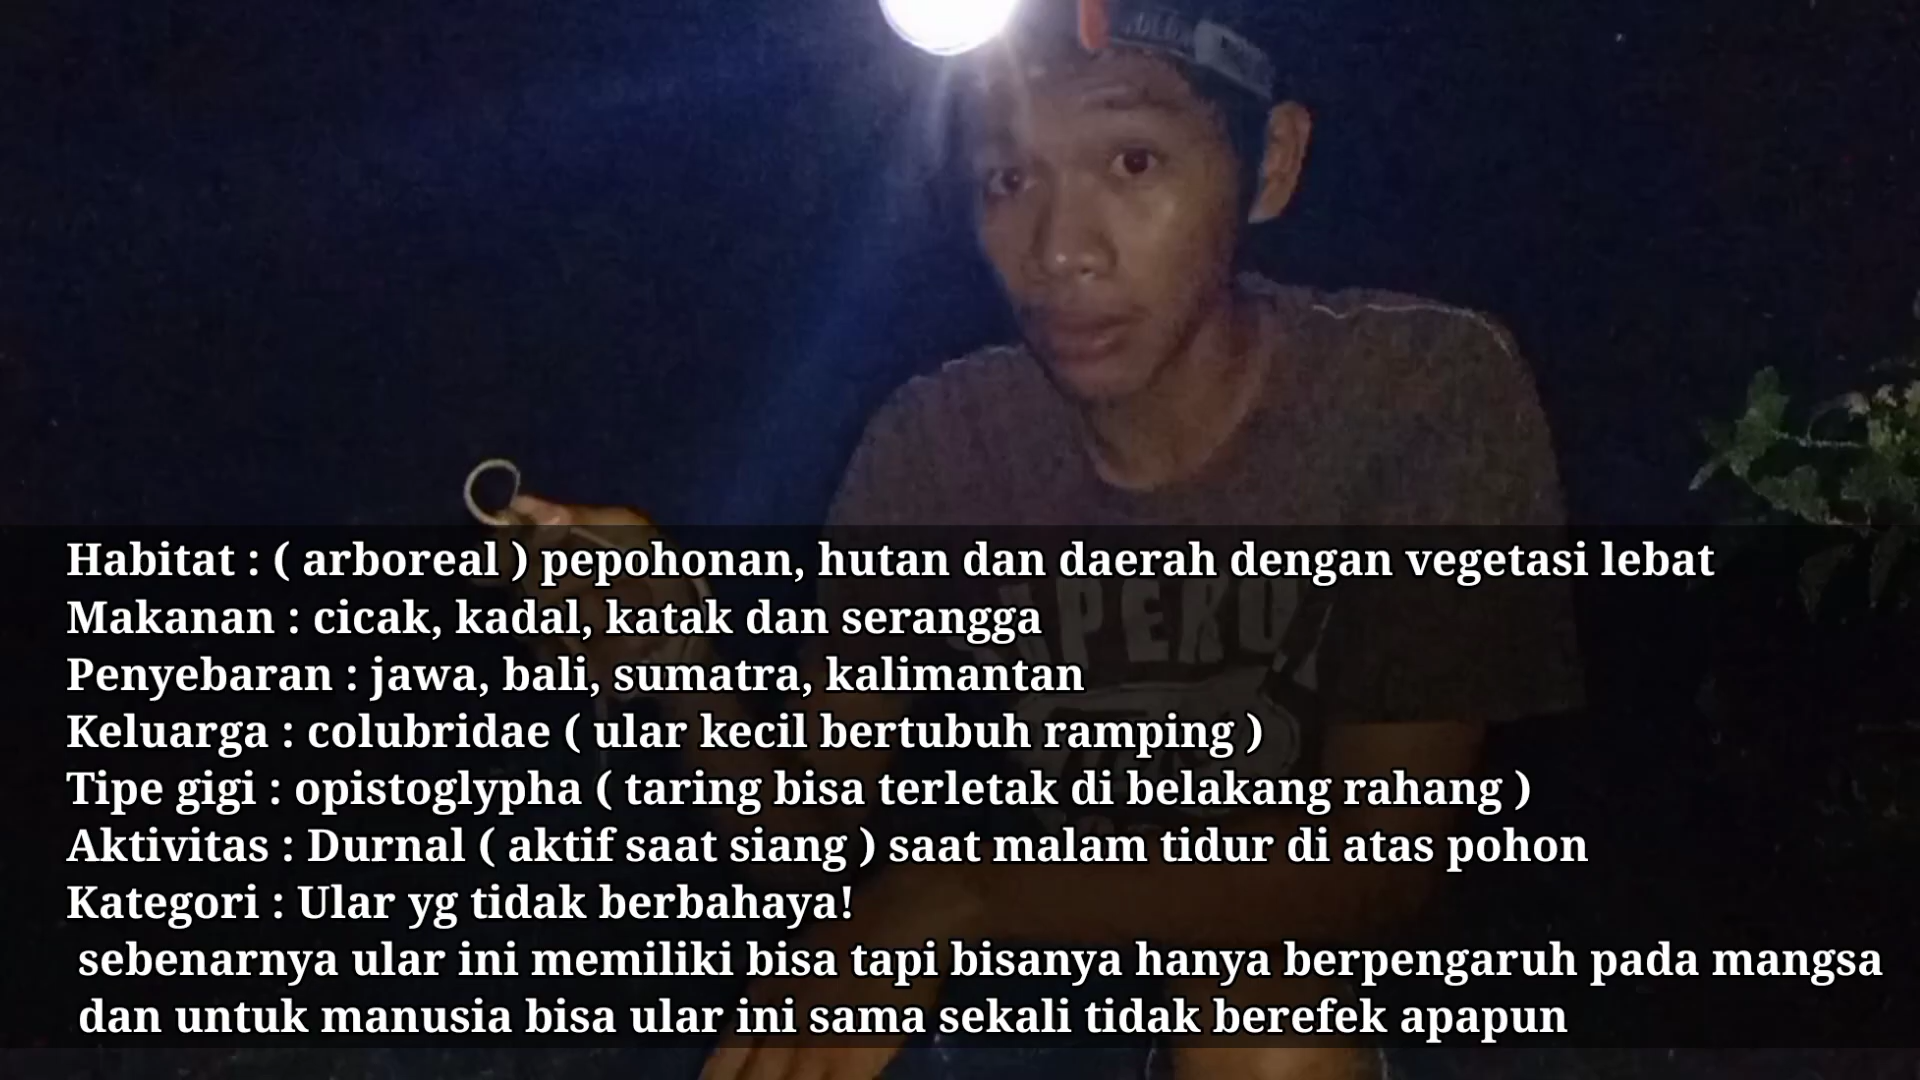 Habitat : ( arboreal ) pepohonan, hutan dan daerah dengan vegetasi lebat
Makanan : cicak, kadal, katak dan serangga
Penyebaran : jawa, bali, sumatra, kalimantan
Keluarga : colubridae ( ular kecil bertubuh ramping )
Tipe gigi : opistoglypha ( taring bisa terletak di belakang rahang )
Aktivitas : Durnal ( aktif saat siang ) saat malam tidur di atas pohon
Kategori : Ular yg tidak berbahaya!
sebenarnya ular ini memiliki bisa tapi bisanya hanya berpengaruh pada mangsa
dan untuk manusia bisa ular ini sama sekali tidak berefek apapun